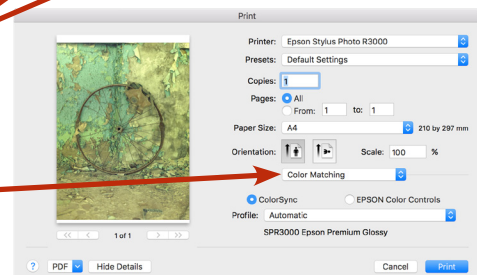 Print
Printer: Epson Stylus Photo R3000
Presets: Default Settings
Copies: 1
Pages: All
From: 1 to: 1
Paper Size: A4 210 by 297 mm
Orientation: Scale: 100 %
Color Matching
ColorSync EPSON Color Controls
Profile: Automatic
SPR3000 Epson Premium Glossy
<< < 1 of 1 > >>
? PDF Hide Details Cancel Print